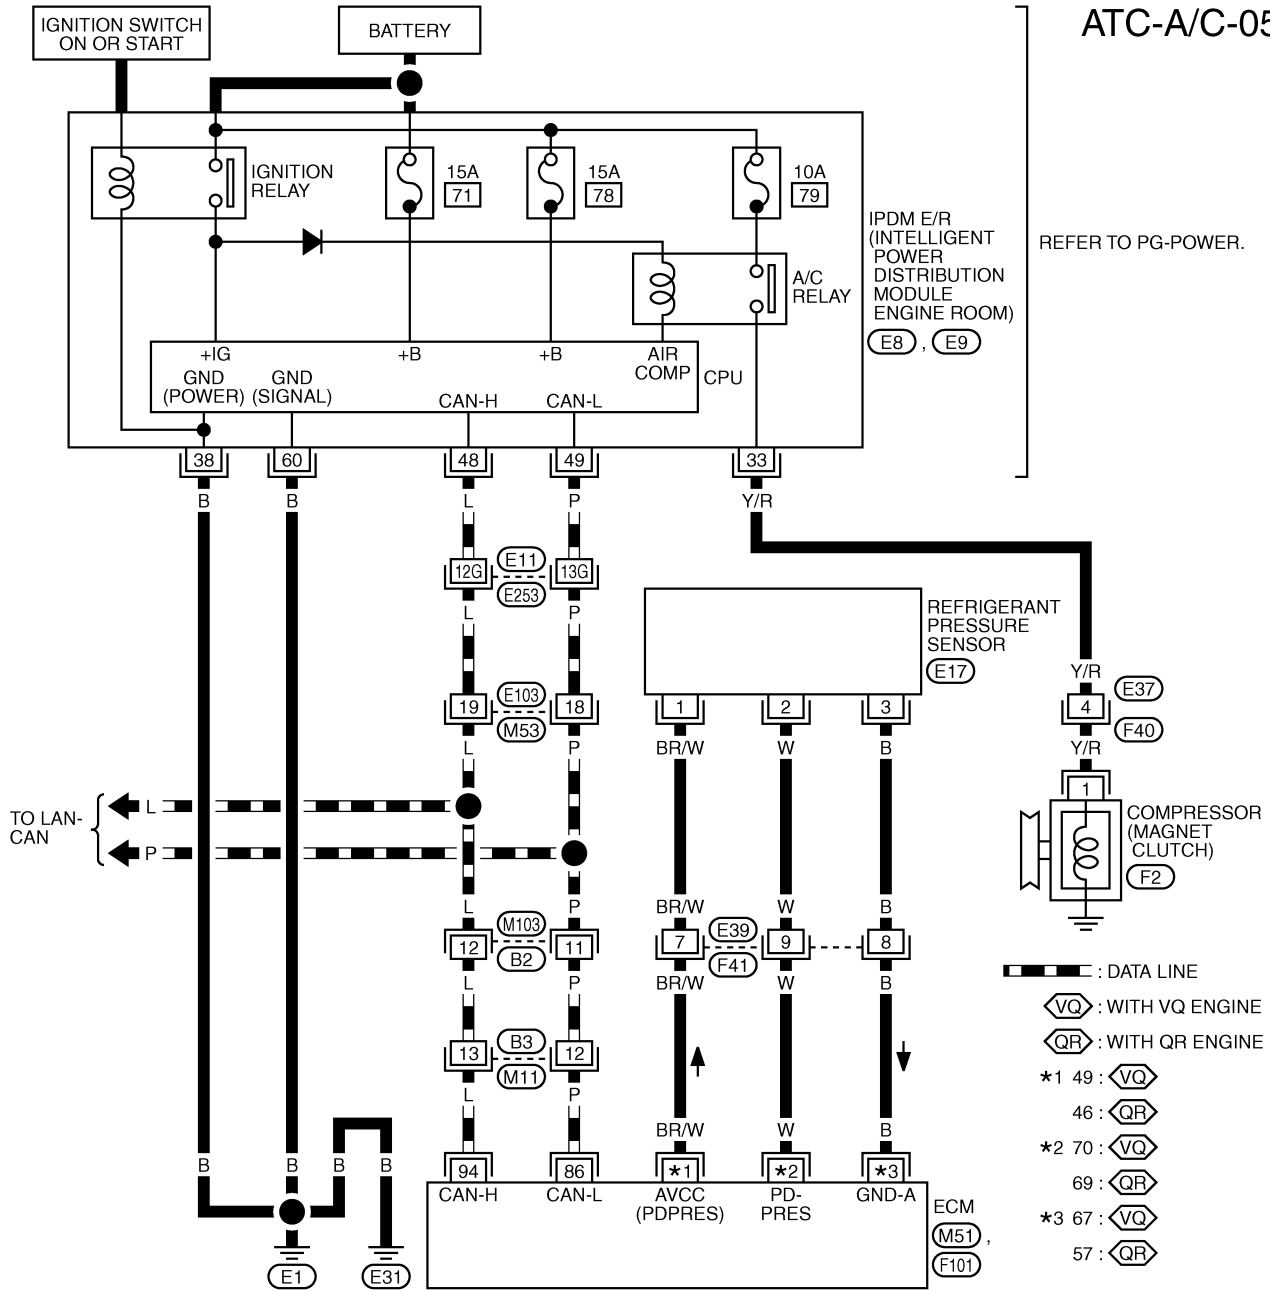 IGNITION SWITCH
ON OR START
BATTERY
ATC-A/C-05
IGNITION
RELAY
15A
71
15A
78
10A
79
IPDM E/R
(INTELLIGENT
POWER
DISTRIBUTION
MODULE
ENGINE ROOM)
E8 , E9
REFER TO PG-POWER.
A/C
RELAY
+IG
+B
+B
AIR
COMP
CPU
GND
(POWER)
GND
(SIGNAL)
CAN-H
CAN-L
38
60
48
49
33
B
B
L
P
Y/R
12G
E11
E253
13G
L
P
REFRIGERANT
PRESSURE
SENSOR
E17
Y/R
4
E37
F40
Y/R
19
E103
M53
18
1
2
3
L
P
BR/W
W
B
1
COMPRESSOR
(MAGNET
CLUTCH)
F2
TO LAN-
CAN
L
P
L
P
BR/W
W
B
12
M103
B2
11
7
E39
F41
9
8
L
P
BR/W
W
B
: DATA LINE
VQ : WITH VQ ENGINE
QR : WITH QR ENGINE
*1 49 : VQ
46 : QR
*2 70 : VQ
69 : QR
*3 67 : VQ
57 : QR
13
B3
M11
12
L
P
BR/W
W
B
B
B
B
B
94
86
*1
*2
*3
CAN-H
CAN-L
AVCC
(PDPRES)
PD-
PRES
GND-A
ECM
M51 ,
F101
E1
E31